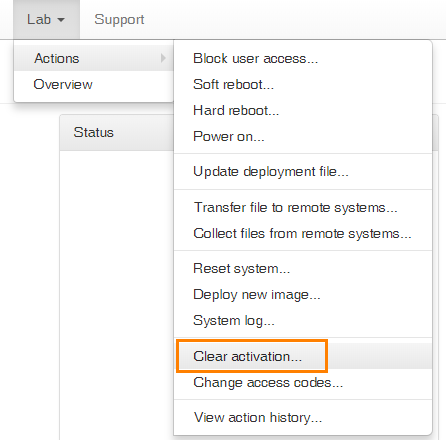 Lab Support
Actions
Overview
Block user access...
Soft reboot...
Hard reboot...
Power on...
Update deployment file...
Transfer file to remote systems...
Collect files from remote systems...
Reset system...
Deploy new image...
System log...
Clear activation...
Change access codes...
View action history...
Status